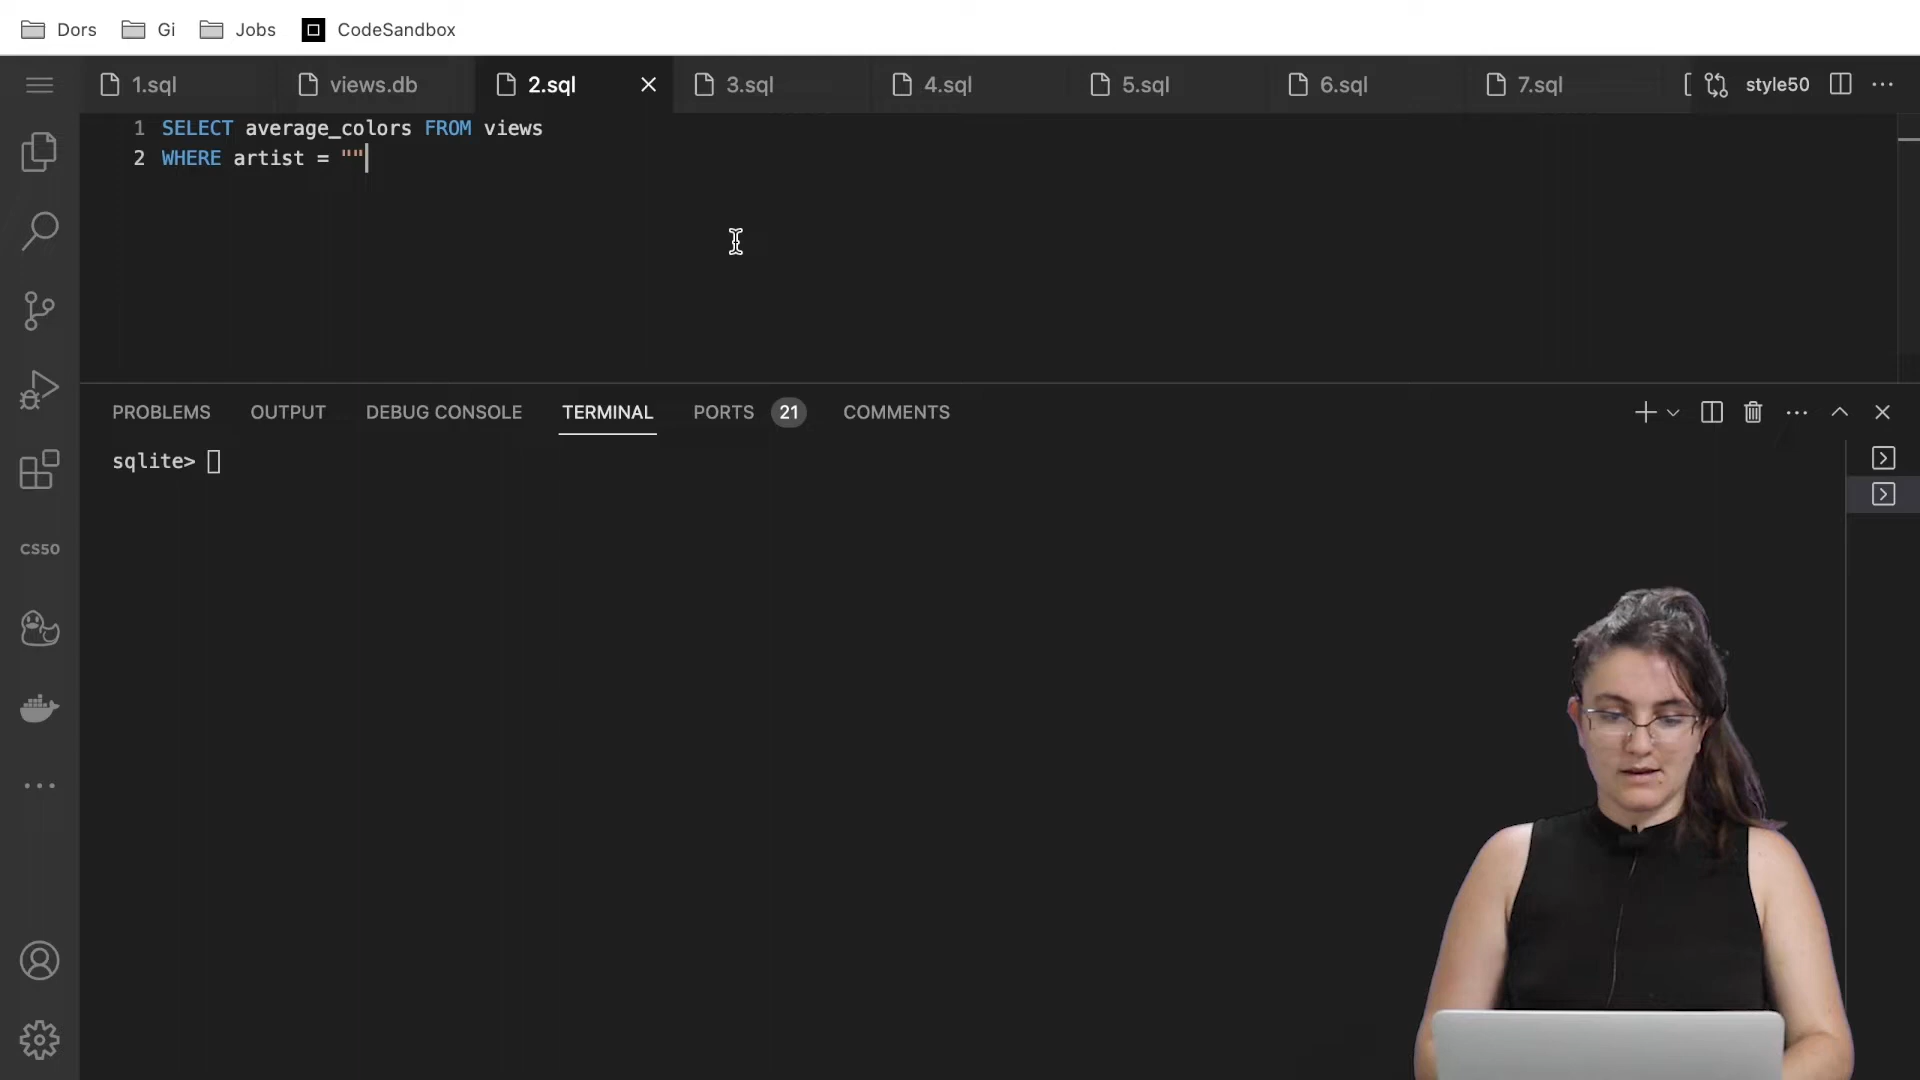 Dors Gi Jobs CodeSandbox
1.sql views.db 2.sql 3.sql 4.sql 5.sql 6.sql 7.sql style50
1 SELECT average_colors FROM views
2 WHERE artist = ""
PROBLEMS OUTPUT DEBUG CONSOLE TERMINAL PORTS 21 COMMENTS
sqlite>
CS50